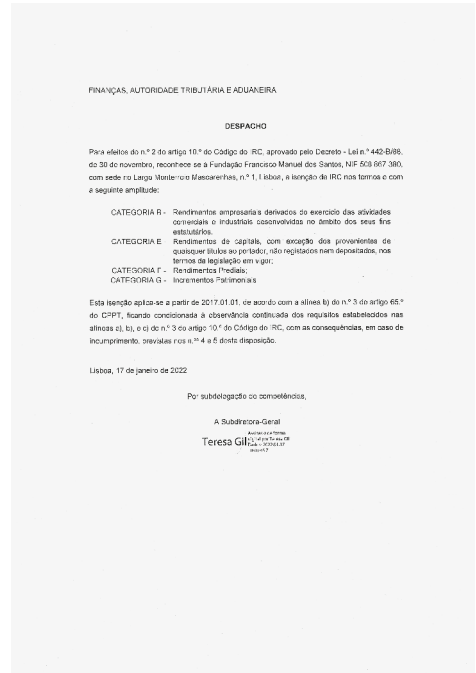 FINANÇAS, AUTORIDADE TRIBUTÁRIA E ADUANEIRA
DESPACHO
Para efeitos do n.º 2 do artigo 10.º do Código do IRC, aprovado pelo Decreto - Lei n.º 442-B/88,
de 30 de novembro, reconhece-se à Fundação Francisco Manuel dos Santos, NIF 508 867 380,
com sede no Largo Monterroio Mascarenhas, n.º 1, Lisboa, a isenção de IRC nos termos e com
a seguinte amplitude:
CATEGORIA B - Rendimentos empresariais derivados do exercício das atividades
comerciais e industriais desenvolvidas no âmbito dos seus fins
estatutários.
CATEGORIA E Rendimentos de capitais, com exceção dos provenientes de
quaisquer títulos ao portador, não registados nem depositados, nos
termos da legislação em vigor;
CATEGORIA F - Rendimentos Prediais;
CATEGORIA G - Incrementos Patrimoniais
Esta isenção aplica-se a partir de 2017.01.01, de acordo com a alínea b) do n.º 3 do artigo 65.º
do CPPT, ficando condicionada à observância continuada dos requisitos estabelecidos nas
alíneas a), b), e c) do n.º 3 do artigo 10.º do Código do IRC, com as consequências, em caso de
incumprimento, previstas nos n.ºs 4 e 5 desta disposição.
Lisboa, 17 de janeiro de 2022
Por subdelegação de competências,
A Subdiretora-Geral
Teresa Gil